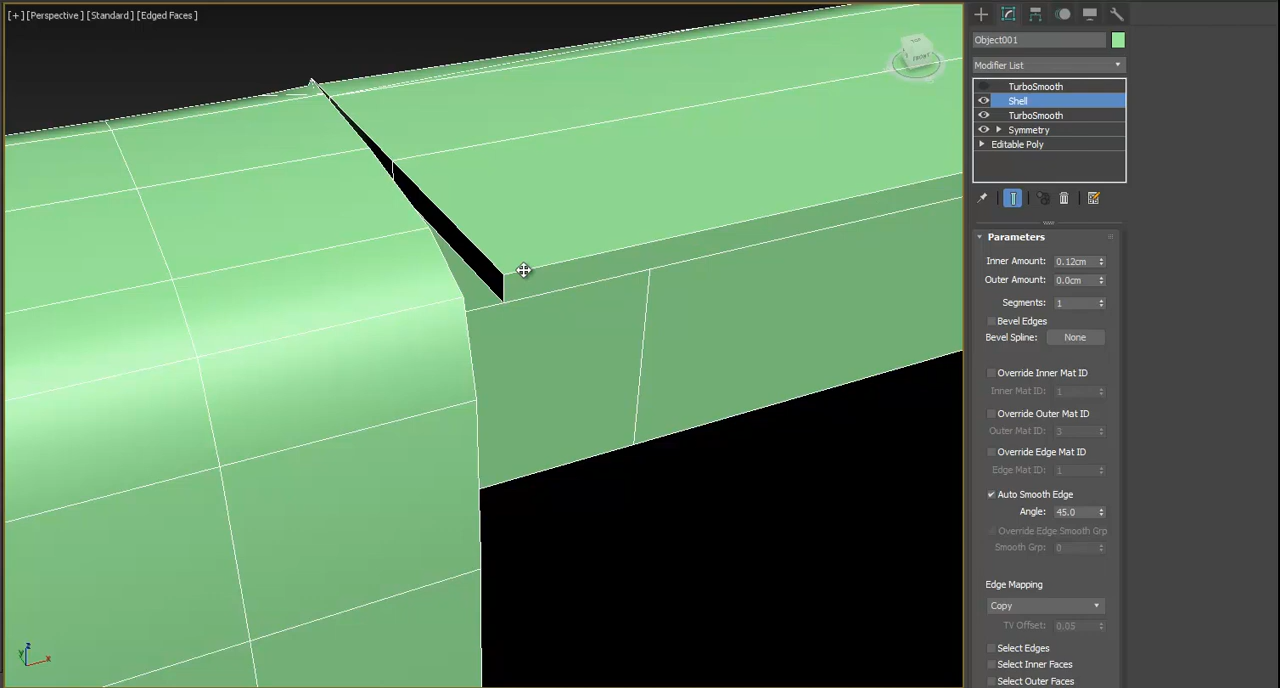 [+] [Perspective] [Standard] [Edged Faces]
FRONT
z
y
x
Object001
Modifier List
TurboSmooth
Shell
TurboSmooth
Symmetry
Editable Poly
Parameters
Inner Amount: 0.12cm
Outer Amount: 0.0cm
Segments: 1
Bevel Edges
Bevel Spline: None
Override Inner Mat ID
Inner Mat ID: 1
Override Outer Mat ID
Outer Mat ID: 3
Override Edge Mat ID
Edge Mat ID: 1
Auto Smooth Edge
Angle: 45.0
Override Edge Smooth Grp
Smooth Grp: 0
Edge Mapping
Copy
TV Offset: 0.05
Select Edges
Select Inner Faces
Select Outer Faces